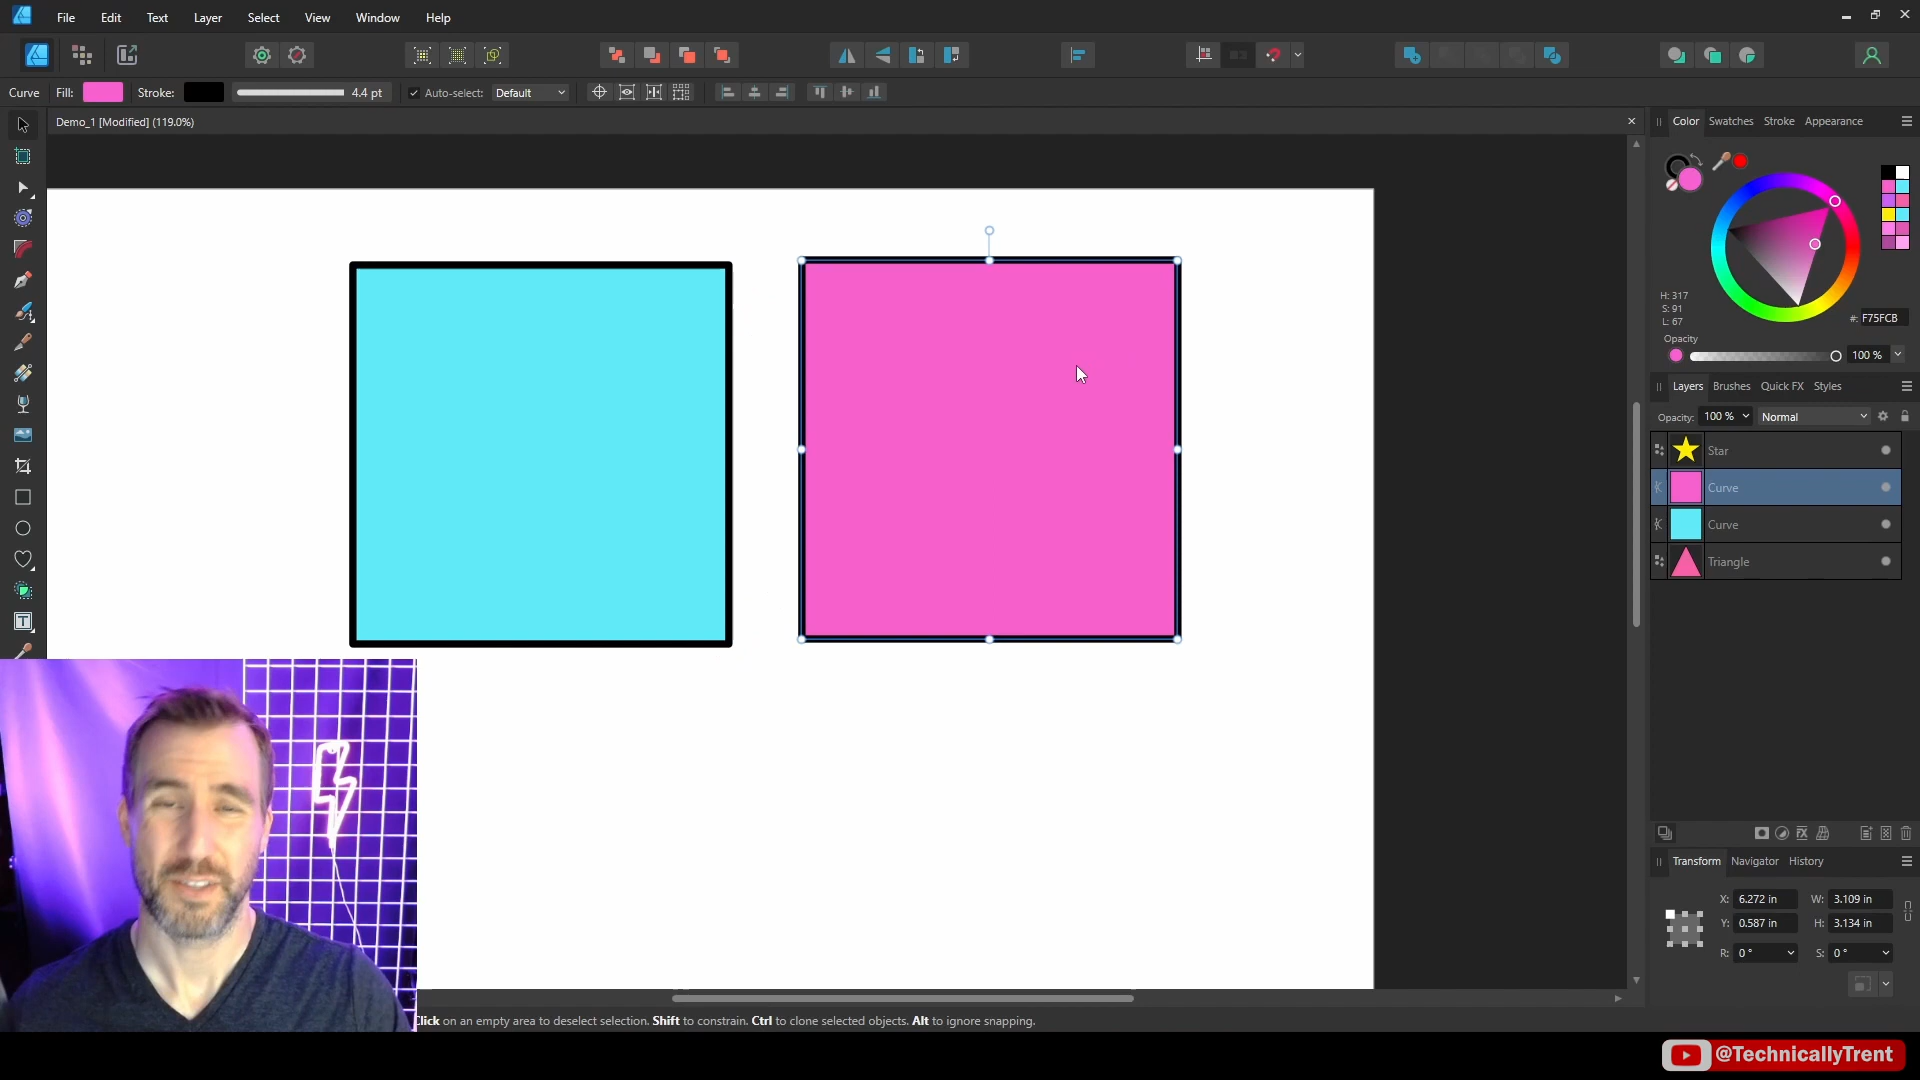 File Edit Text Layer Select View Window Help
Curve Fill: Stroke: 4.4 pt Auto-select: Default
Demo_1 [Modified] (119.0%)
Color Swatches Stroke Appearance
H: 317
S: 91
L: 67
#: F75FCB
Opacity
100 %
Layers Brushes Quick FX Styles
Opacity: 100 % Normal
Star
Curve
Curve
Triangle
Transform Navigator History
X: 6.272 in W: 3.109 in
Y: 0.587 in H: 3.134 in
R: 0 ° S: 0 °
Click on an empty area to deselect selection. Shift to constrain. Ctrl to clone selected objects. Alt to ignore snapping.
@TechnicallyTrent